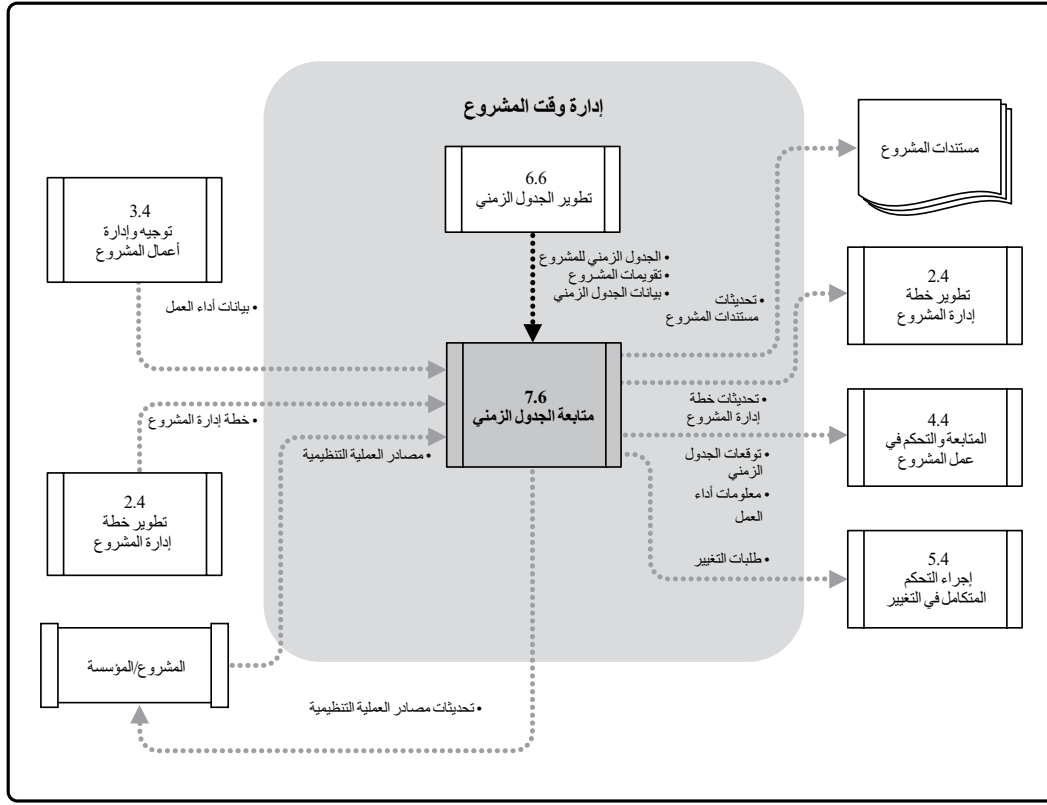 إدارة وقت المشروع
6.6
تطوير الجدول الزمني
مستندات المشروع
3.4
توجيه وإدارة
أعمال المشروع
• الجدول الزمني للمشروع
• تقويمات المشروع
• بيانات الجدول الزمني
• بيانات أداء العمل
• تحديثات
مستندات المشروع
2.4
تطوير خطة
إدارة المشروع
7.6
متابعة الجدول الزمني
• خطة إدارة المشروع
• مصادر العملية التنظيمية
• تحديثات خطة
إدارة المشروع
4.4
المتابعة والتحكم في
عمل المشروع
• توقعات الجدول
الزمني
• معلومات أداء
العمل
2.4
تطوير خطة
إدارة المشروع
• طلبات التغيير
5.4
إجراء التحكم
المتكامل في التغيير
المشروع/المؤسسة
• تحديثات مصادر العملية التنظيمية